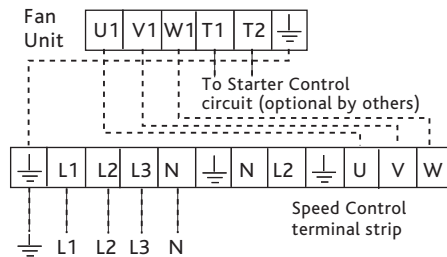 Fan
Unit
U1 V1 W1 T1 T2
To Starter Control
circuit (optional by others)
L1 L2 L3 N N L2 U V W
Speed Control
terminal strip
L1 L2 L3 N